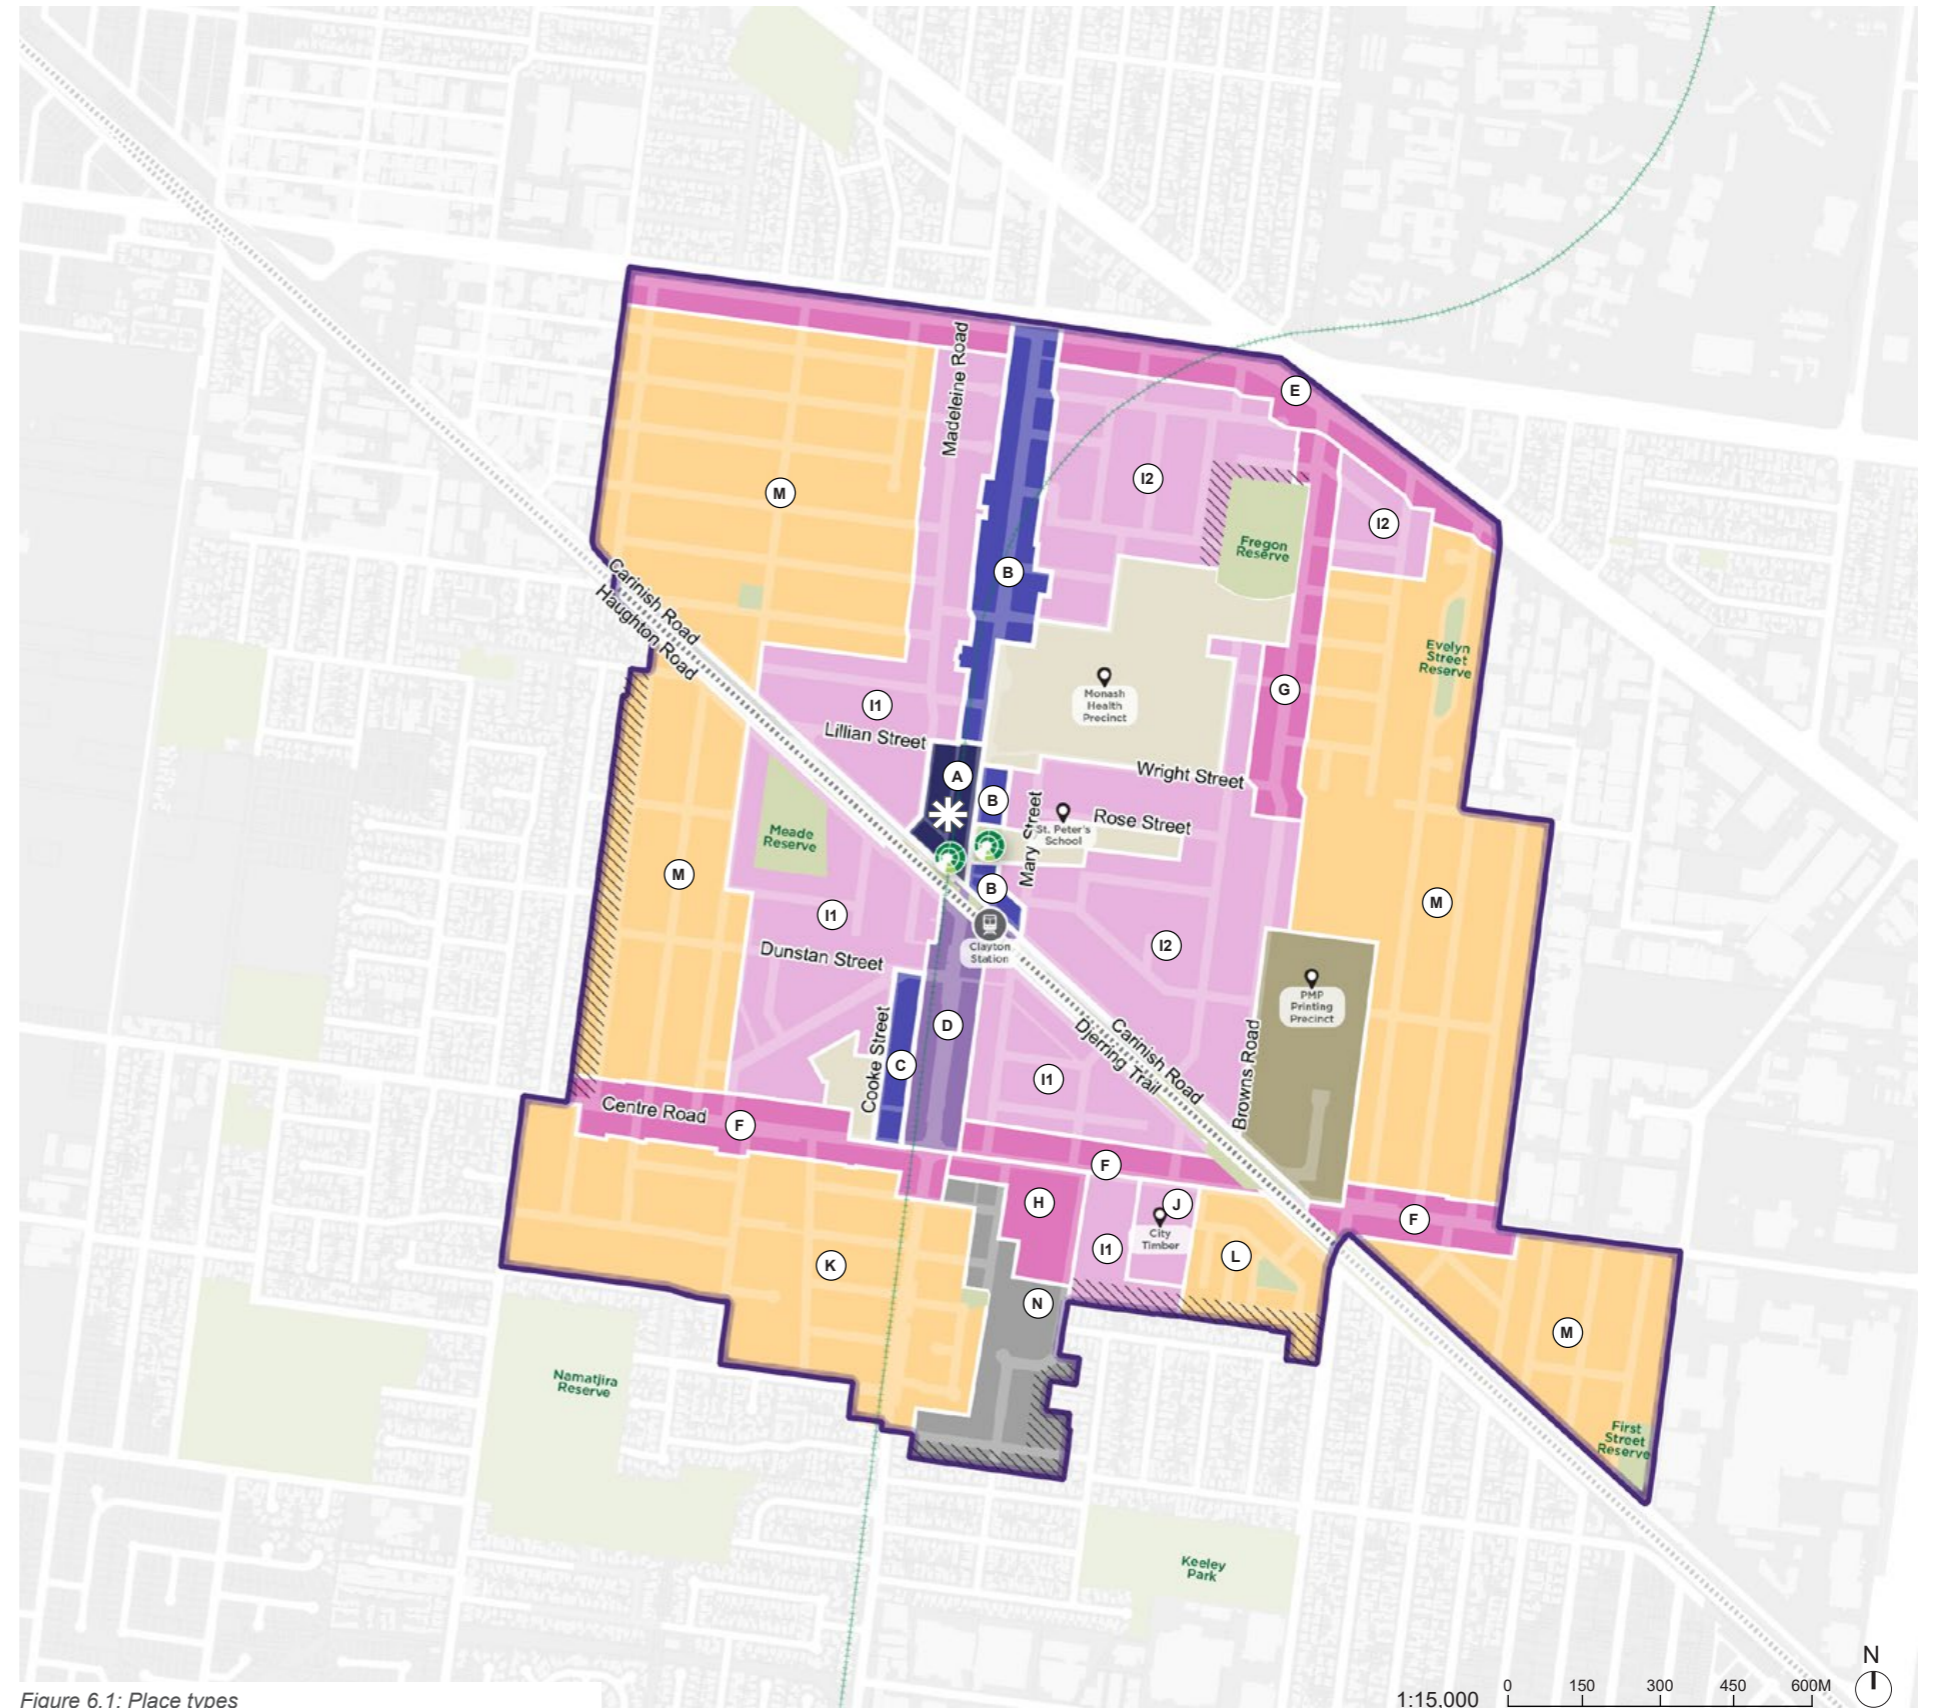 Madeleine Road
E
I2
M
I2
Fregon
Reserve
B
Carinish Road
Haughton Road
Evelyn
Street
Reserve
Monash
Health
Precinct
G
I1
Lillian Street
A
Wright Street
B
Mary Street
Rose Street
St. Peter's
School
Meade
Reserve
M
B
M
I1
Clayton
Station
I2
Dunstan Street
PMP
Printing
Precinct
D
Cooke Street
C
I1
Carinish Road
Djerring Trail
Browns Road
Centre Road
F
F
H
J
City
Timber
F
I1
L
K
N
M
Namatjira
Reserve
First
Street
Reserve
Keeley
Park
N
Figure 6.1: Place types
1:15,000
0 150 300 450 600M